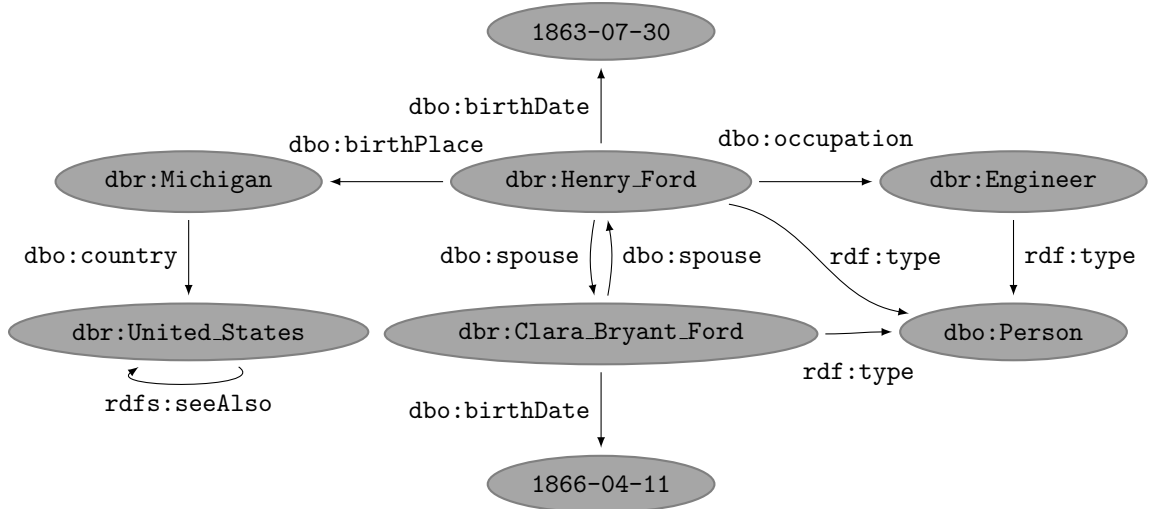 1863-07-30
dbo:birthDate
dbo:birthPlace
dbo:occupation
dbr:Michigan
dbr:Henry_Ford
dbr:Engineer
dbo:country
dbo:spouse
dbo:spouse
rdf:type
rdf:type
dbr:United_States
dbr:Clara_Bryant_Ford
dbo:Person
rdf:type
rdfs:seeAlso
dbo:birthDate
1866-04-11